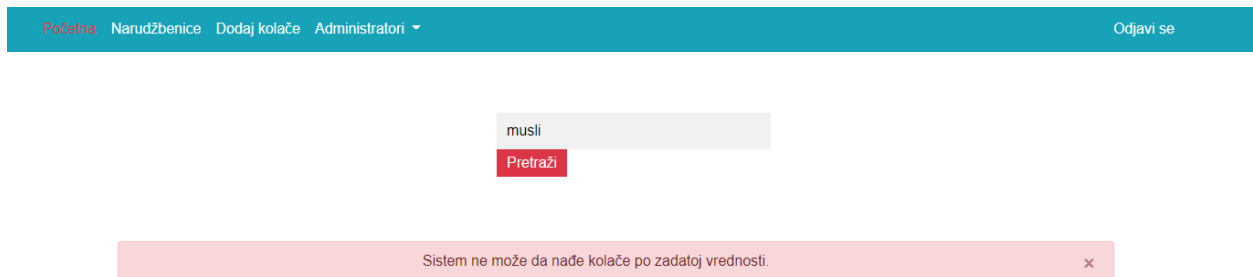 Početna Narudžbenice Dodaj kolače Administratori Odjavi se
musli
Pretraži
Sistem ne može da nađe kolače po zadatoj vrednosti. ×